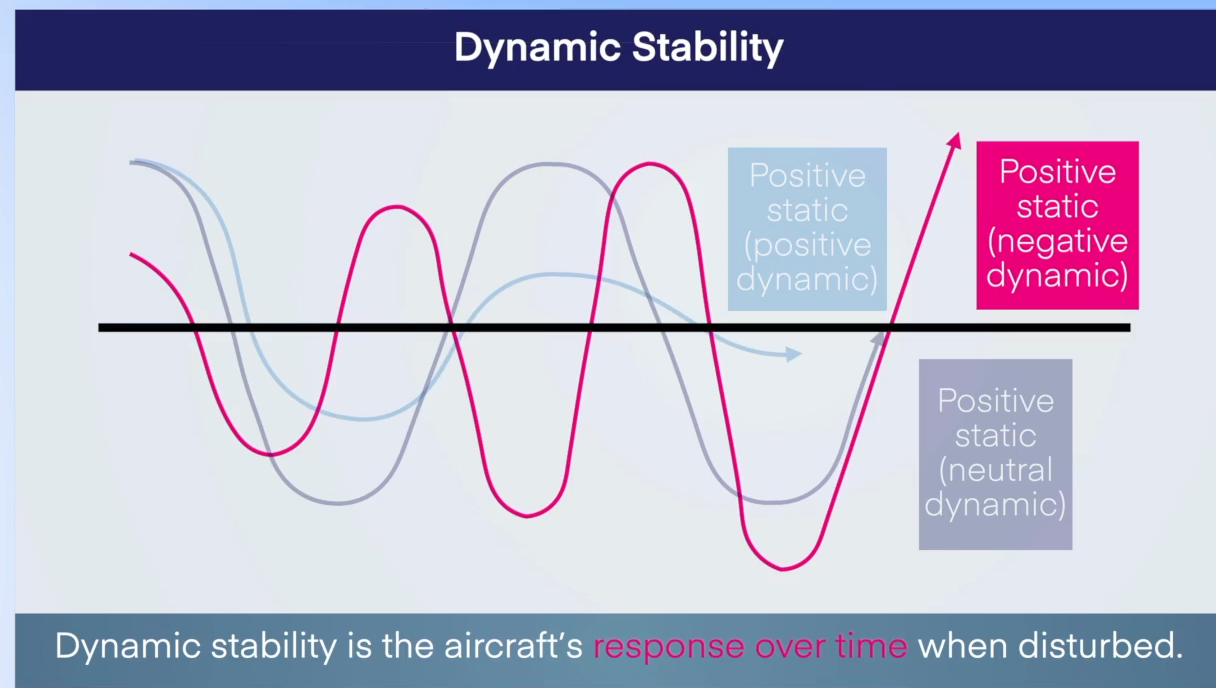 Dynamic Stability
Positive
static
(positive
dynamic)
Positive
static
(negative
dynamic)
Positive
static
(neutral
dynamic)
Dynamic stability is the aircraft's response over time when disturbed.